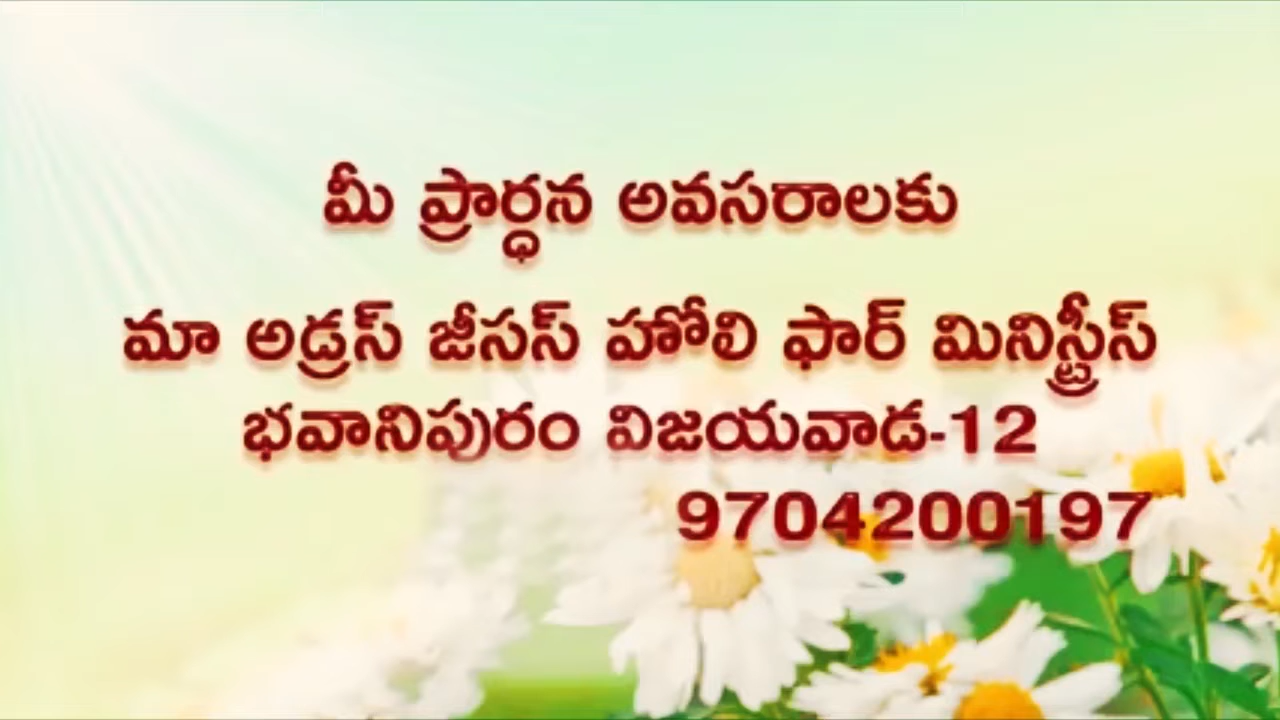 మీ ప్రార్ధన అవసరాలకు
మా అడ్రస్ జీసస్ హోలి ఫార్ మినిస్ట్రీస్
భవానిపురం విజయవాడ-12
9704200197